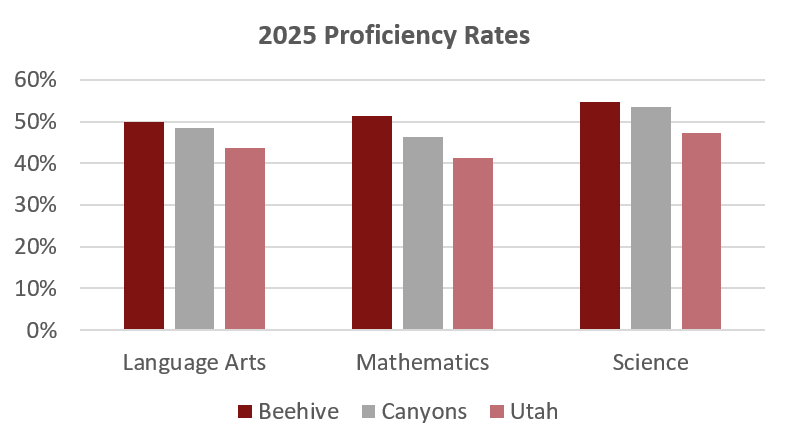 2025 Proficiency Rates
60%
50%
40%
30%
20%
10%
0%
Language Arts Mathematics Science
Beehive Canyons Utah